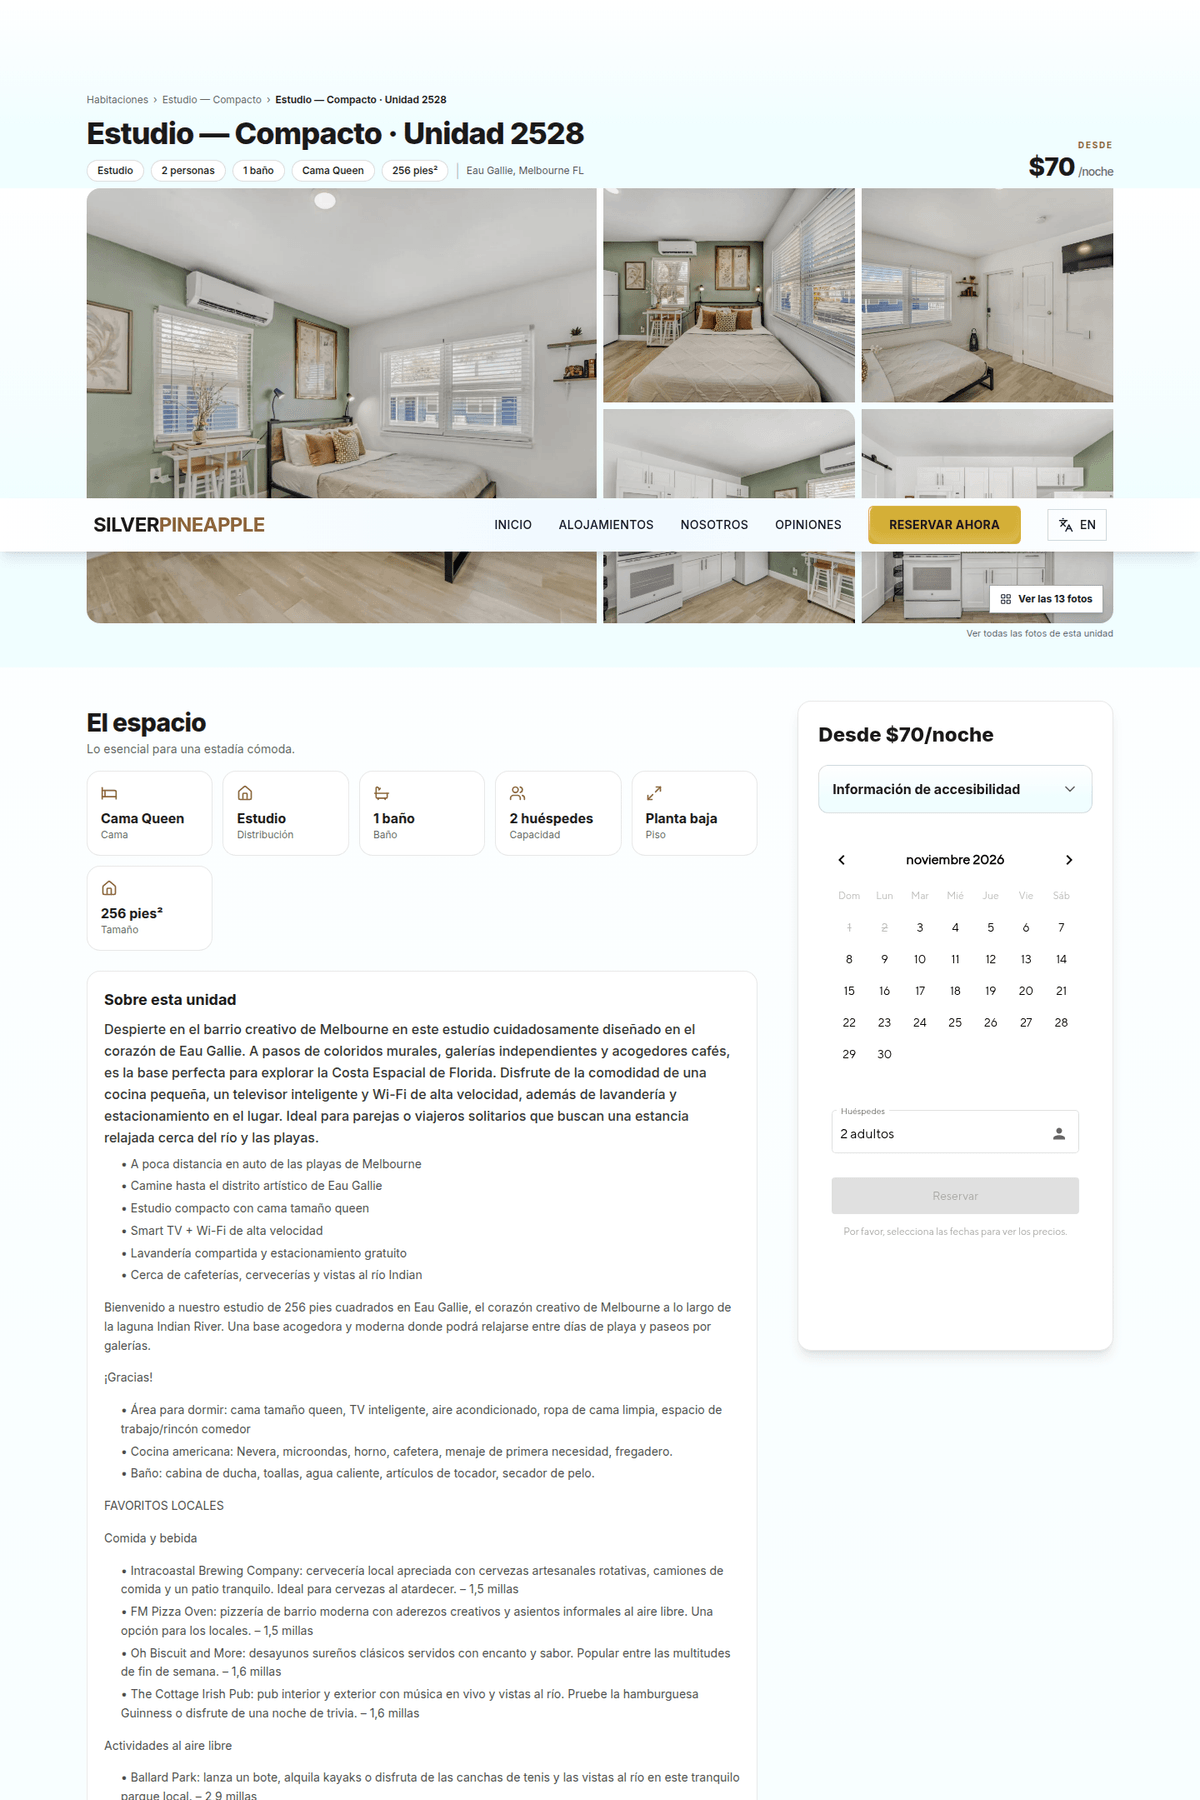 Habitaciones › Estudio — Compacto › Estudio — Compacto · Unidad 2528
Estudio — Compacto · Unidad 2528
Estudio 2 personas 1 baño Cama Queen 256 pies² | Eau Gallie, Melbourne FL
DESDE
$70 /noche
SILVERPINEAPPLE INICIO ALOJAMIENTOS NOSOTROS OPINIONES RESERVAR AHORA EN
Ver las 13 fotos
Ver todas las fotos de esta unidad
El espacio
Lo esencial para una estadía cómoda.
Cama Queen
Cama
Estudio
Distribución
1 baño
Baño
2 huéspedes
Capacidad
Planta baja
Piso
256 pies²
Tamaño
Sobre esta unidad
Despierte en el barrio creativo de Melbourne en este estudio cuidadosamente diseñado en el
corazón de Eau Gallie. A pasos de coloridos murales, galerías independientes y acogedores cafés,
es la base perfecta para explorar la Costa Espacial de Florida. Disfrute de la comodidad de una
cocina pequeña, un televisor inteligente y Wi-Fi de alta velocidad, además de lavandería y
estacionamiento en el lugar. Ideal para parejas o viajeros solitarios que buscan una estancia
relajada cerca del río y las playas.
• A poca distancia en auto de las playas de Melbourne
• Camine hasta el distrito artístico de Eau Gallie
• Estudio compacto con cama tamaño queen
• Smart TV + Wi-Fi de alta velocidad
• Lavandería compartida y estacionamiento gratuito
• Cerca de cafeterías, cervecerías y vistas al río Indian
Bienvenido a nuestro estudio de 256 pies cuadrados en Eau Gallie, el corazón creativo de Melbourne a lo largo de
la laguna Indian River. Una base acogedora y moderna donde podrá relajarse entre días de playa y paseos por
galerías.
¡Gracias!
• Área para dormir: cama tamaño queen, TV inteligente, aire acondicionado, ropa de cama limpia, espacio de
trabajo/rincón comedor
• Cocina americana: Nevera, microondas, horno, cafetera, menaje de primera necesidad, fregadero.
• Baño: cabina de ducha, toallas, agua caliente, artículos de tocador, secador de pelo.
FAVORITOS LOCALES
Comida y bebida
• Intracoastal Brewing Company: cervecería local apreciada con cervezas artesanales rotativas, camiones de
comida y un patio tranquilo. Ideal para cervezas al atardecer. – 1,5 millas
• FM Pizza Oven: pizzería de barrio moderna con aderezos creativos y asientos informales al aire libre. Una
opción para los locales. – 1,5 millas
• Oh Biscuit and More: desayunos sureños clásicos servidos con encanto y sabor. Popular entre las multitudes
de fin de semana. – 1,6 millas
• The Cottage Irish Pub: pub interior y exterior con música en vivo y vistas al río. Pruebe la hamburguesa
Guinness o disfrute de una noche de trivia. – 1,6 millas
Actividades al aire libre
• Ballard Park: lanza un bote, alquila kayaks o disfruta de las canchas de tenis y las vistas al río en este tranquilo
parque local. – 2,9 millas
Desde $70/noche
Información de accesibilidad
noviembre 2026
Dom Lun Mar Mié Jue Vie Sáb
1 2 3 4 5 6 7
8 9 10 11 12 13 14
15 16 17 18 19 20 21
22 23 24 25 26 27 28
29 30
Huéspedes
2 adultos
Reservar
Por favor, selecciona las fechas para ver los precios.